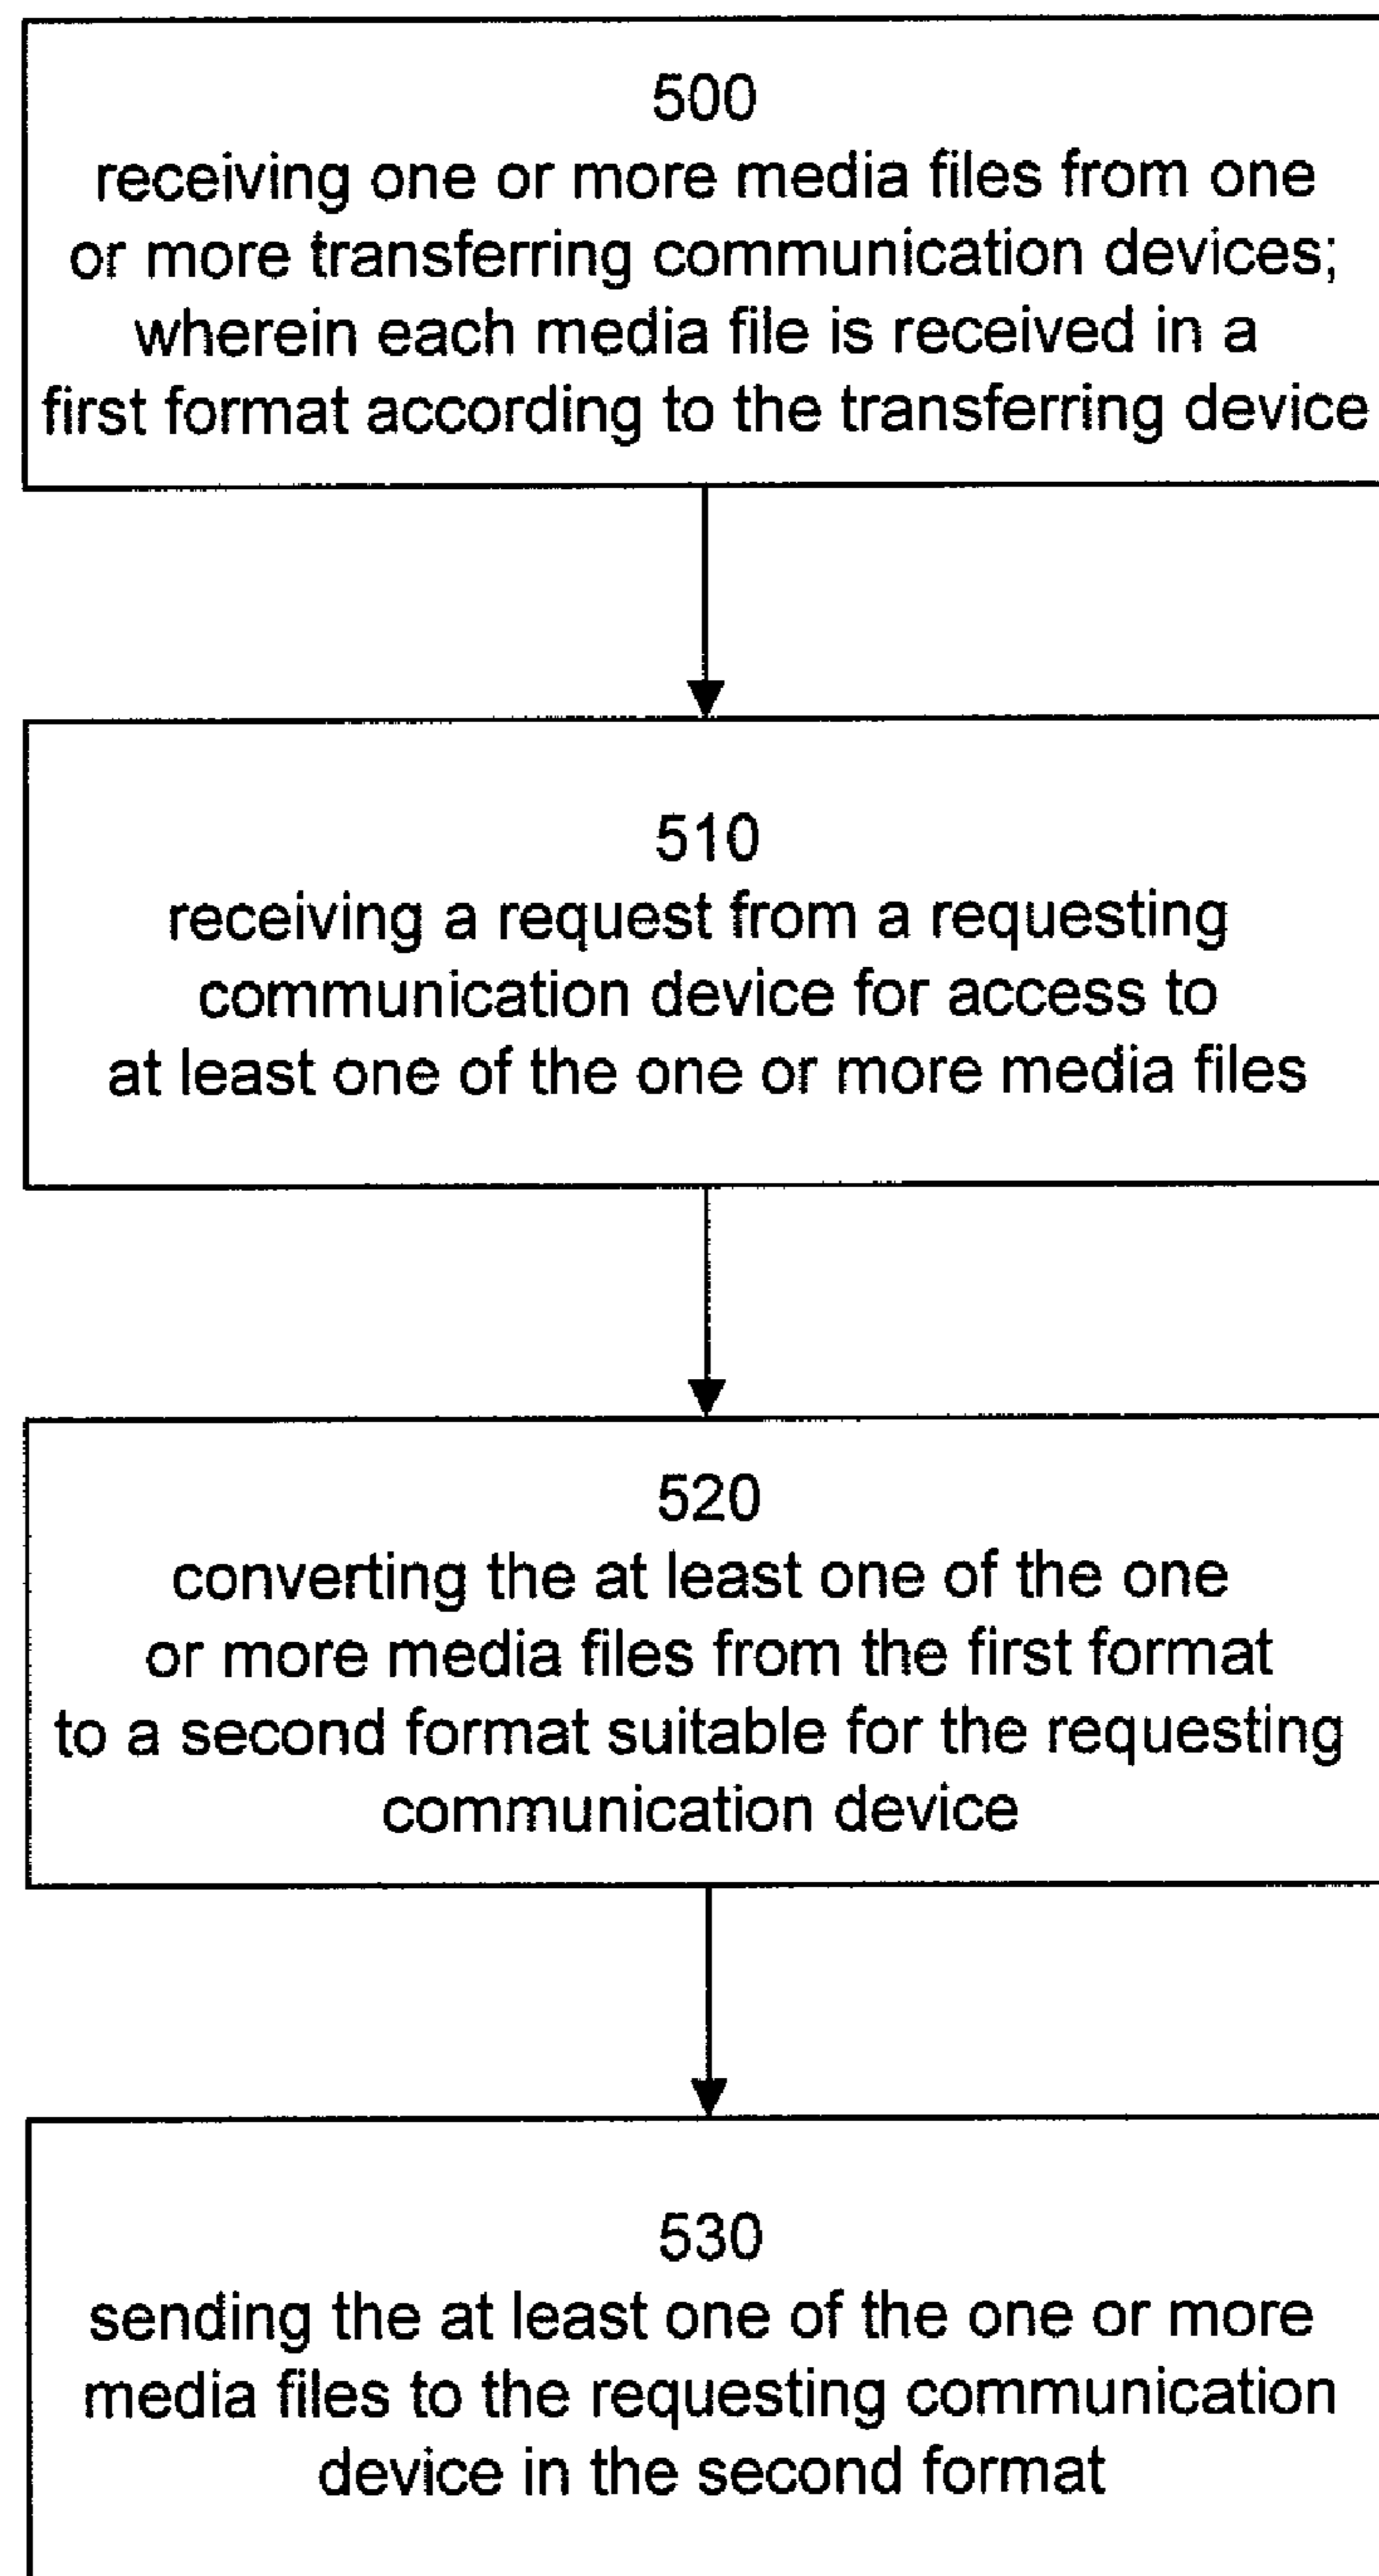 500
receiving one or more media files from one
or more transferring communication devices;
wherein each media file is received in a
first format according to the transferring device
510
receiving a request from a requesting
communication device for access to
at least one of the one or more media files
520
converting the at least one of the one
or more media files from the first format
to a second format suitable for the requesting
communication device
530
sending the at least one of the one or more
media files to the requesting communication
device in the second format